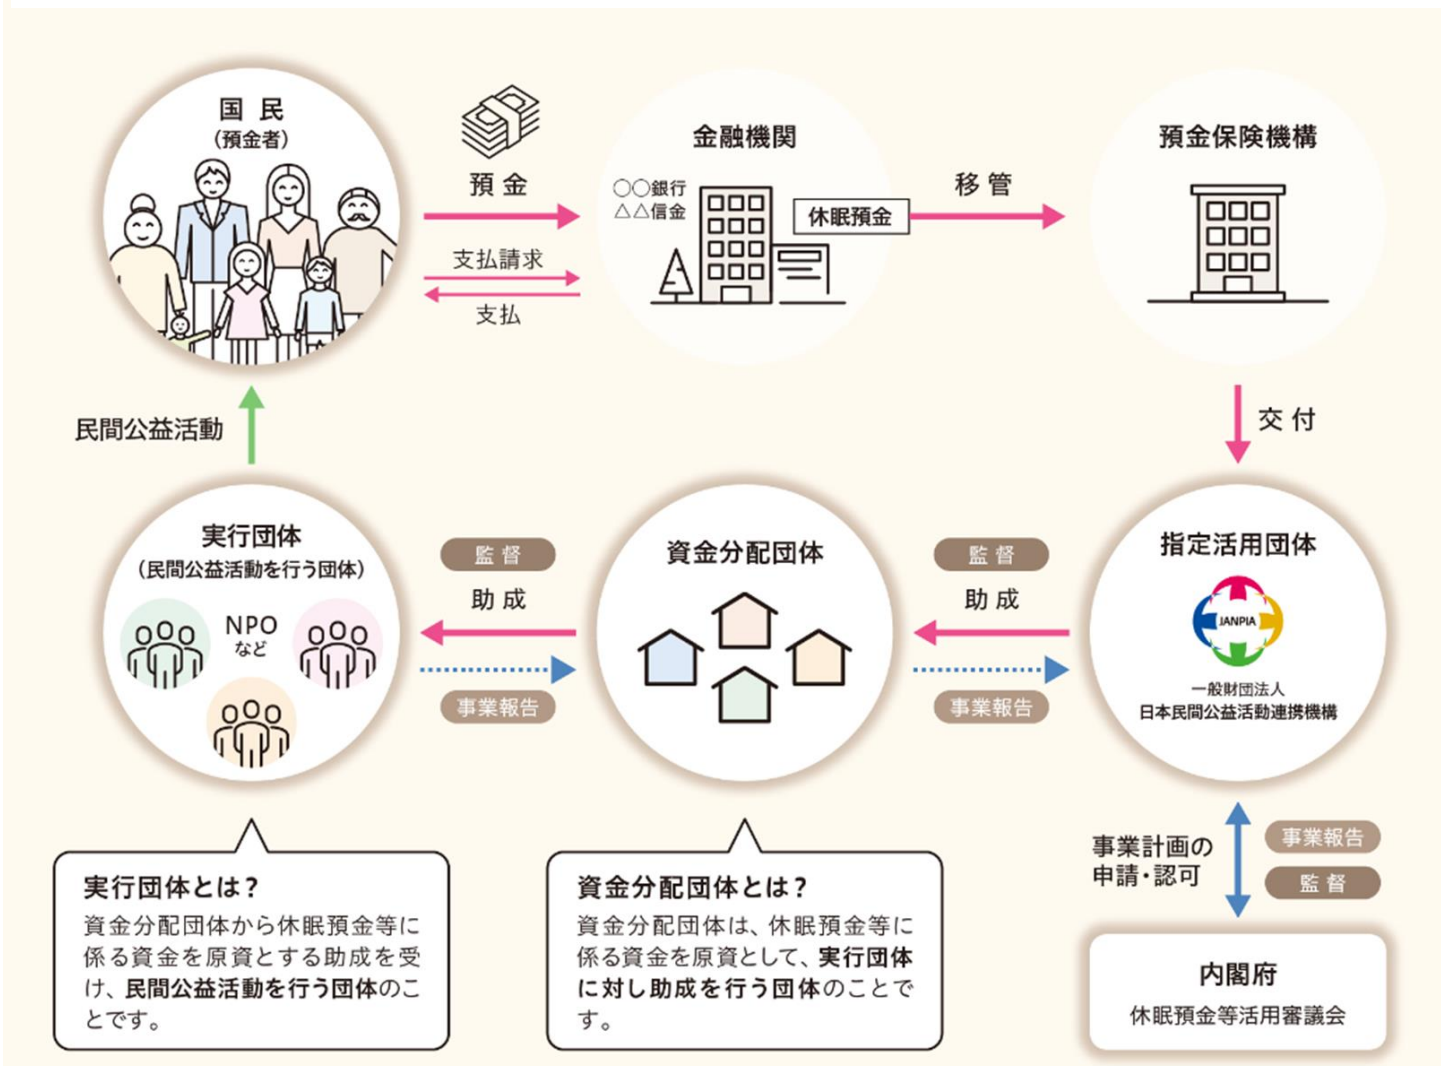 国 民
（預金者）
預 金
支払請求
支払
金融機関
〇〇銀行
△△信金
休眠預金
移 管
預金保険機構
交 付
民間公益活動
実行団体
（民間公益活動を行う団体）
NPO
など
監 督
助 成
事業報告
資金分配団体
監 督
助 成
事業報告
指定活用団体
JANPIA
一般財団法人
日本民間公益活動連携機構
事業計画の
申請・認可
事業報告
監 督
内閣府
休眠預金等活用審議会
実行団体とは？
資金分配団体から休眠預金等に
係る資金を原資とする助成を受
け、民間公益活動を行う団体のこ
とです。
資金分配団体とは？
資金分配団体は、休眠預金等に
係る資金を原資として、実行団体
に対し助成を行う団体のことで
す。